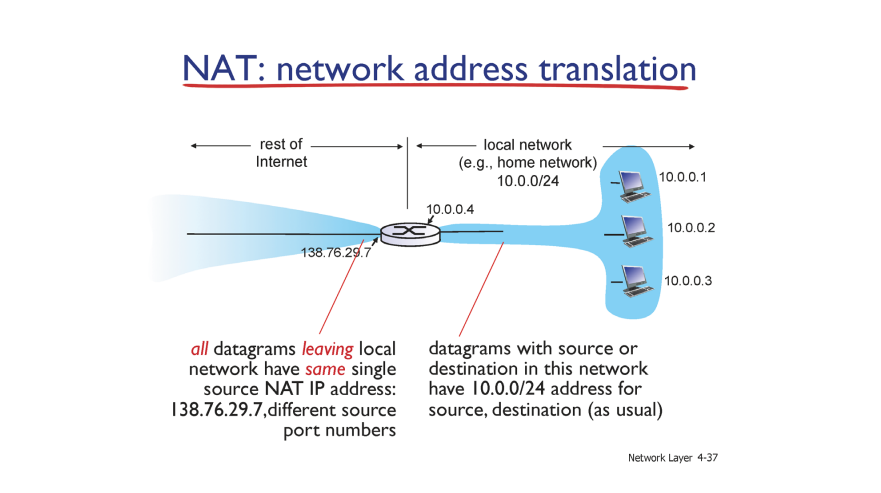 NAT: network address translation
rest of
Internet
local network
(e.g., home network)
10.0.0/24
10.0.0.1
10.0.0.4
10.0.0.2
138.76.29.7
10.0.0.3
all datagrams leaving local
network have same single
source NAT IP address:
138.76.29.7,different source
port numbers
datagrams with source or
destination in this network
have 10.0.0/24 address for
source, destination (as usual)
Network Layer 4-37